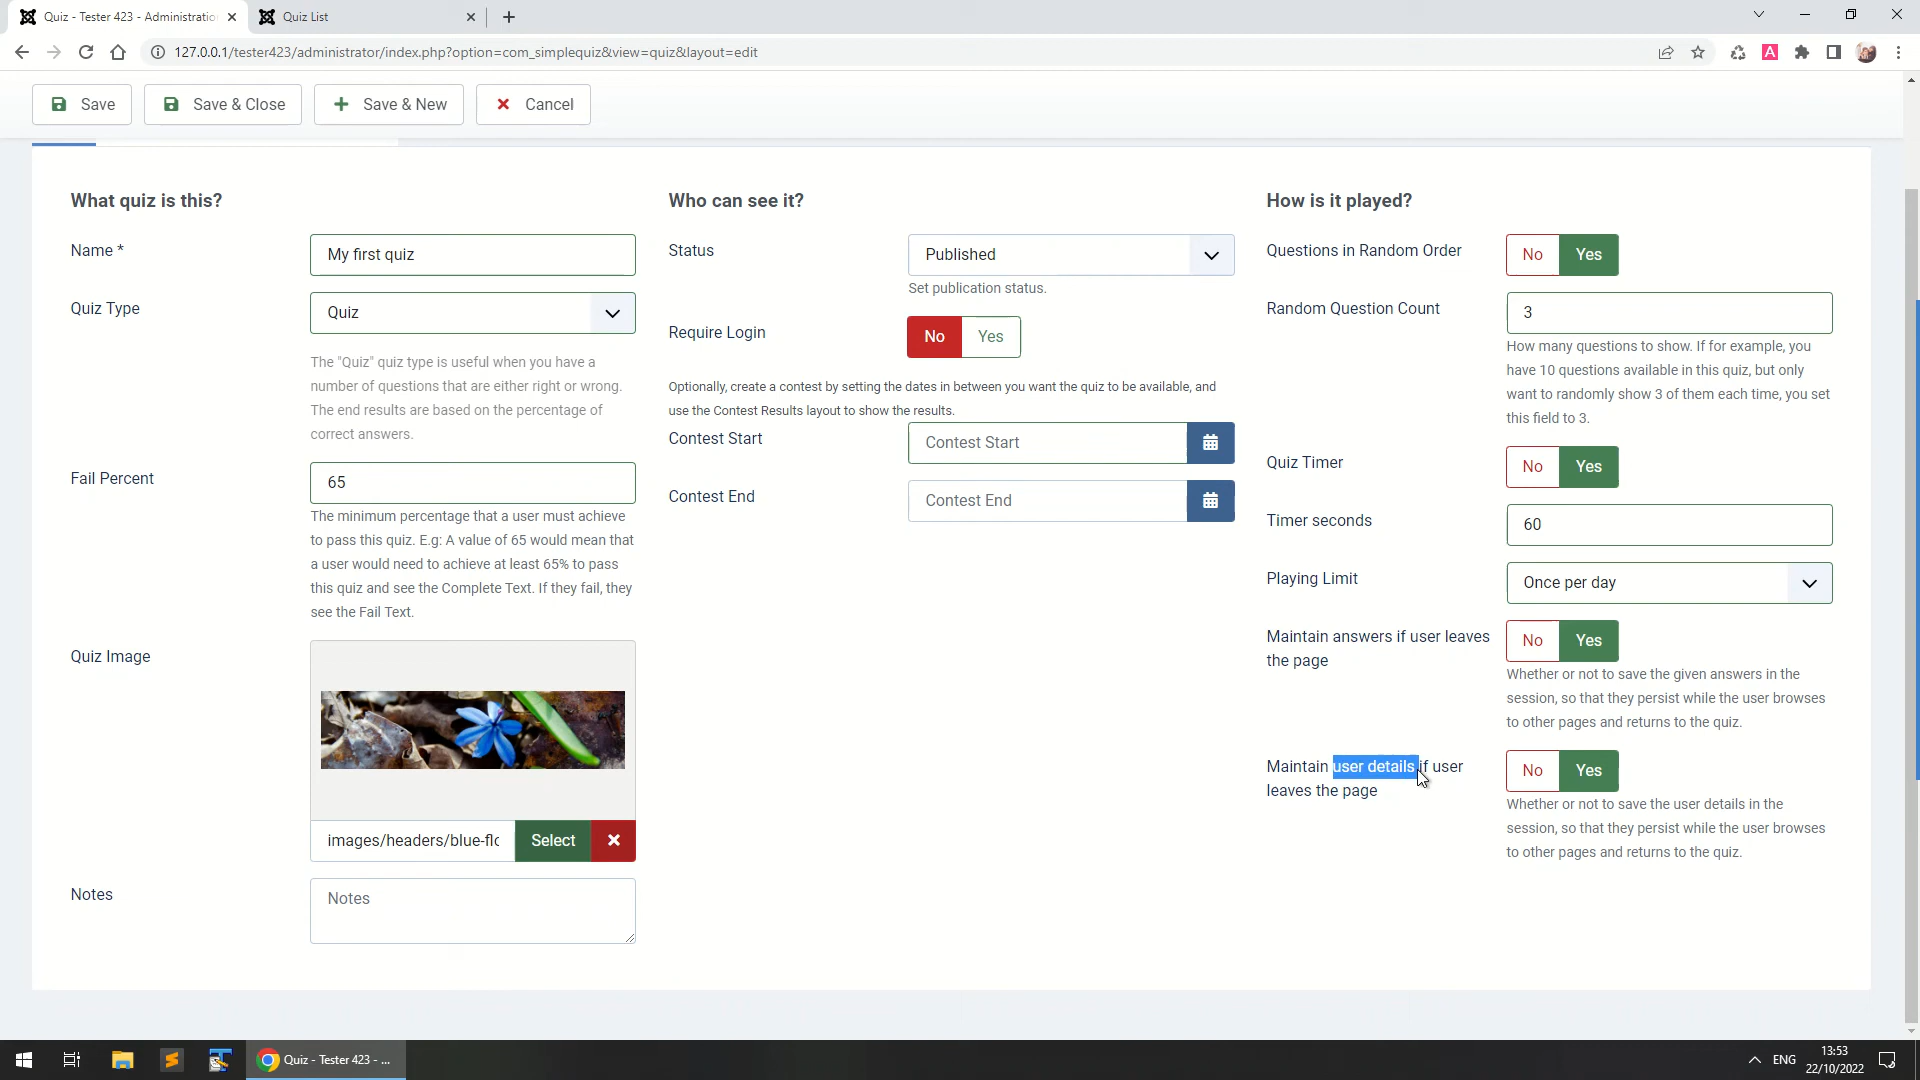 Quiz - Tester 423 - Administratio
Quiz List
127.0.0.1/tester423/administrator/index.php?option=com_simplequiz&view=quiz&layout=edit
Save
Save & Close
Save & New
Cancel
What quiz is this?
Name *
My first quiz
Quiz Type
Quiz
The "Quiz" quiz type is useful when you have a
number of questions that are either right or wrong.
The end results are based on the percentage of
correct answers.
Fail Percent
65
The minimum percentage that a user must achieve
to pass this quiz. E.g: A value of 65 would mean that
a user would need to achieve at least 65% to pass
this quiz and see the Complete Text. If they fail, they
see the Fail Text.
Quiz Image
images/headers/blue-flo
Select
Notes
Notes
Who can see it?
Status
Published
Set publication status.
Require Login
No
Yes
Optionally, create a contest by setting the dates in between you want the quiz to be available, and
use the Contest Results layout to show the results.
Contest Start
Contest Start
Contest End
Contest End
How is it played?
Questions in Random Order
No
Yes
Random Question Count
3
How many questions to show. If for example, you
have 10 questions available in this quiz, but only
want to randomly show 3 of them each time, you set
this field to 3.
Quiz Timer
No
Yes
Timer seconds
60
Playing Limit
Once per day
Maintain answers if user leaves
the page
No
Yes
Whether or not to save the given answers in the
session, so that they persist while the user browses
to other pages and returns to the quiz.
Maintain user details if user
leaves the page
No
Yes
Whether or not to save the user details in the
session, so that they persist while the user browses
to other pages and returns to the quiz.
Quiz - Tester 423 - ...
ENG
13:53
22/10/2022